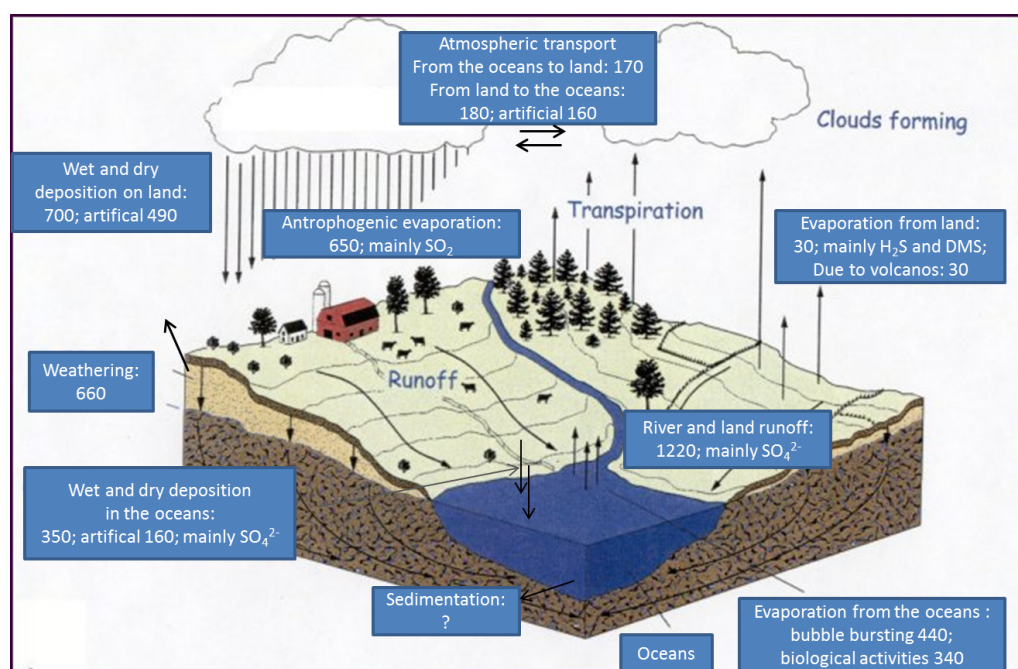 Atmospheric transport
From the oceans to land: 170
From land to the oceans:
180; artificial 160
Clouds forming
Wet and dry
deposition on land:
700; artifical 490
Antrophogenic evaporation:
650; mainly SO₂
Transpiration
Evaporation from land:
30; mainly H₂S and DMS;
Due to volcanos: 30
Weathering:
660
Runoff
River and land runoff:
1220; mainly SO₄²⁻
Wet and dry deposition
in the oceans:
350; artifical 160; mainly SO₄²⁻
Sedimentation:
?
Oceans
Evaporation from the oceans :
bubble bursting 440;
biological activities 340